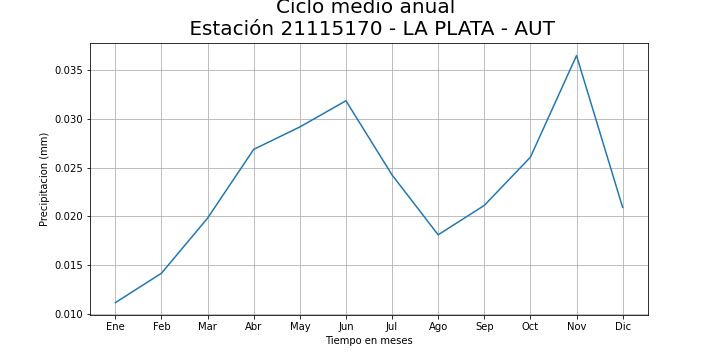 Ciclo medio anual
Estación 21115170 - LA PLATA - AUT
0.035
0.030
0.025
0.020
0.015
0.010
Precipitacion (mm)
Ene Feb Mar Abr May Jun Jul Ago Sep Oct Nov Dic
Tiempo en meses